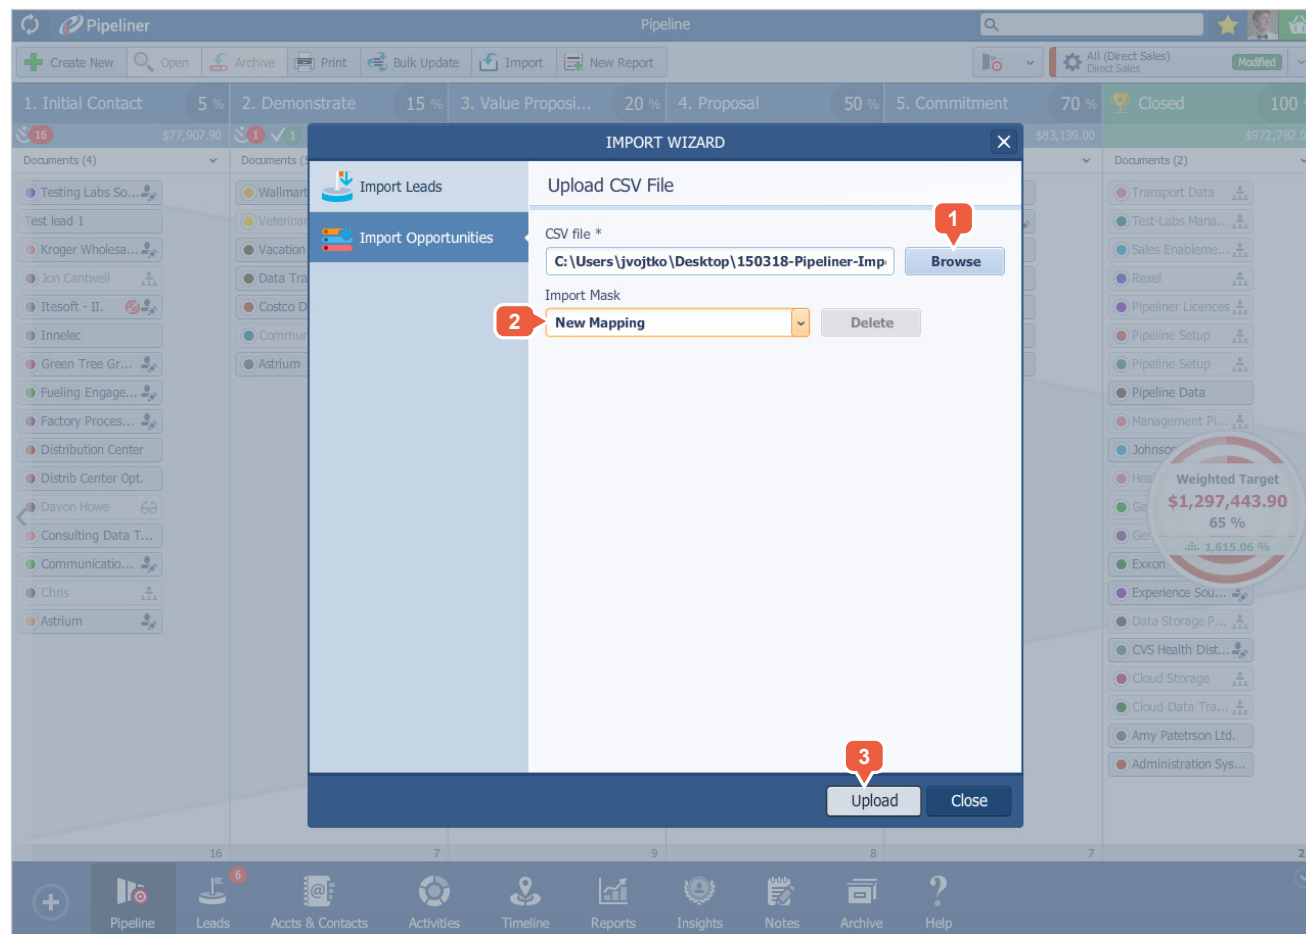 Pipeliner
Pipeline
Create New
Open
Archive
Print
Bulk Update
Import
New Report
All (Direct Sales)
Direct Sales
Modified
1. Initial Contact 5 %
2. Demonstrate 15 %
3. Value Proposi... 20 %
4. Proposal 50 %
5. Commitment 70 %
Closed 100
16 $77,907.90
1 1
$83,139.00
$972,782.0
Documents (4)
Documents (5
Documents (2)
Testing Labs So...
Test lead 1
Kroger Wholesa...
Jon Cantwell
Itesoft - II.
Innelec
Green Tree Gr...
Fueling Engage...
Factory Proces...
Distribution Center
Distrib Center Opt.
Davon Howe
Consulting Data T...
Communicatio...
Chris
Astrium
Wallmart
Veterinar
Vacation
Data Tra
Costco D
Commun
Astrium
IMPORT WIZARD
Import Leads
Import Opportunities
Upload CSV File
1
CSV file *
C:\Users\jvojtko\Desktop\150318-Pipeliner-Imp
Browse
Import Mask
2
New Mapping
Delete
3
Upload
Close
Transport Data
Test-Labs Mana...
Sales Enableme...
Rexel
Pipeliner Licences
Pipeline Setup
Pipeline Setup
Pipeline Data
Management Pi...
Johnson
Hea
Ge
Ger
Exxon
Experience Sou...
Data Storage P...
CVS Health Dist...
Cloud Storage
Cloud Data Tra...
Amy Patetrson Ltd.
Administration Sys...
Weighted Target
$1,297,443.90
65 %
1,615.06 %
16
7
9
8
7
2
6
Pipeline
Leads
Accts & Contacts
Activities
Timeline
Reports
Insights
Notes
Archive
Help